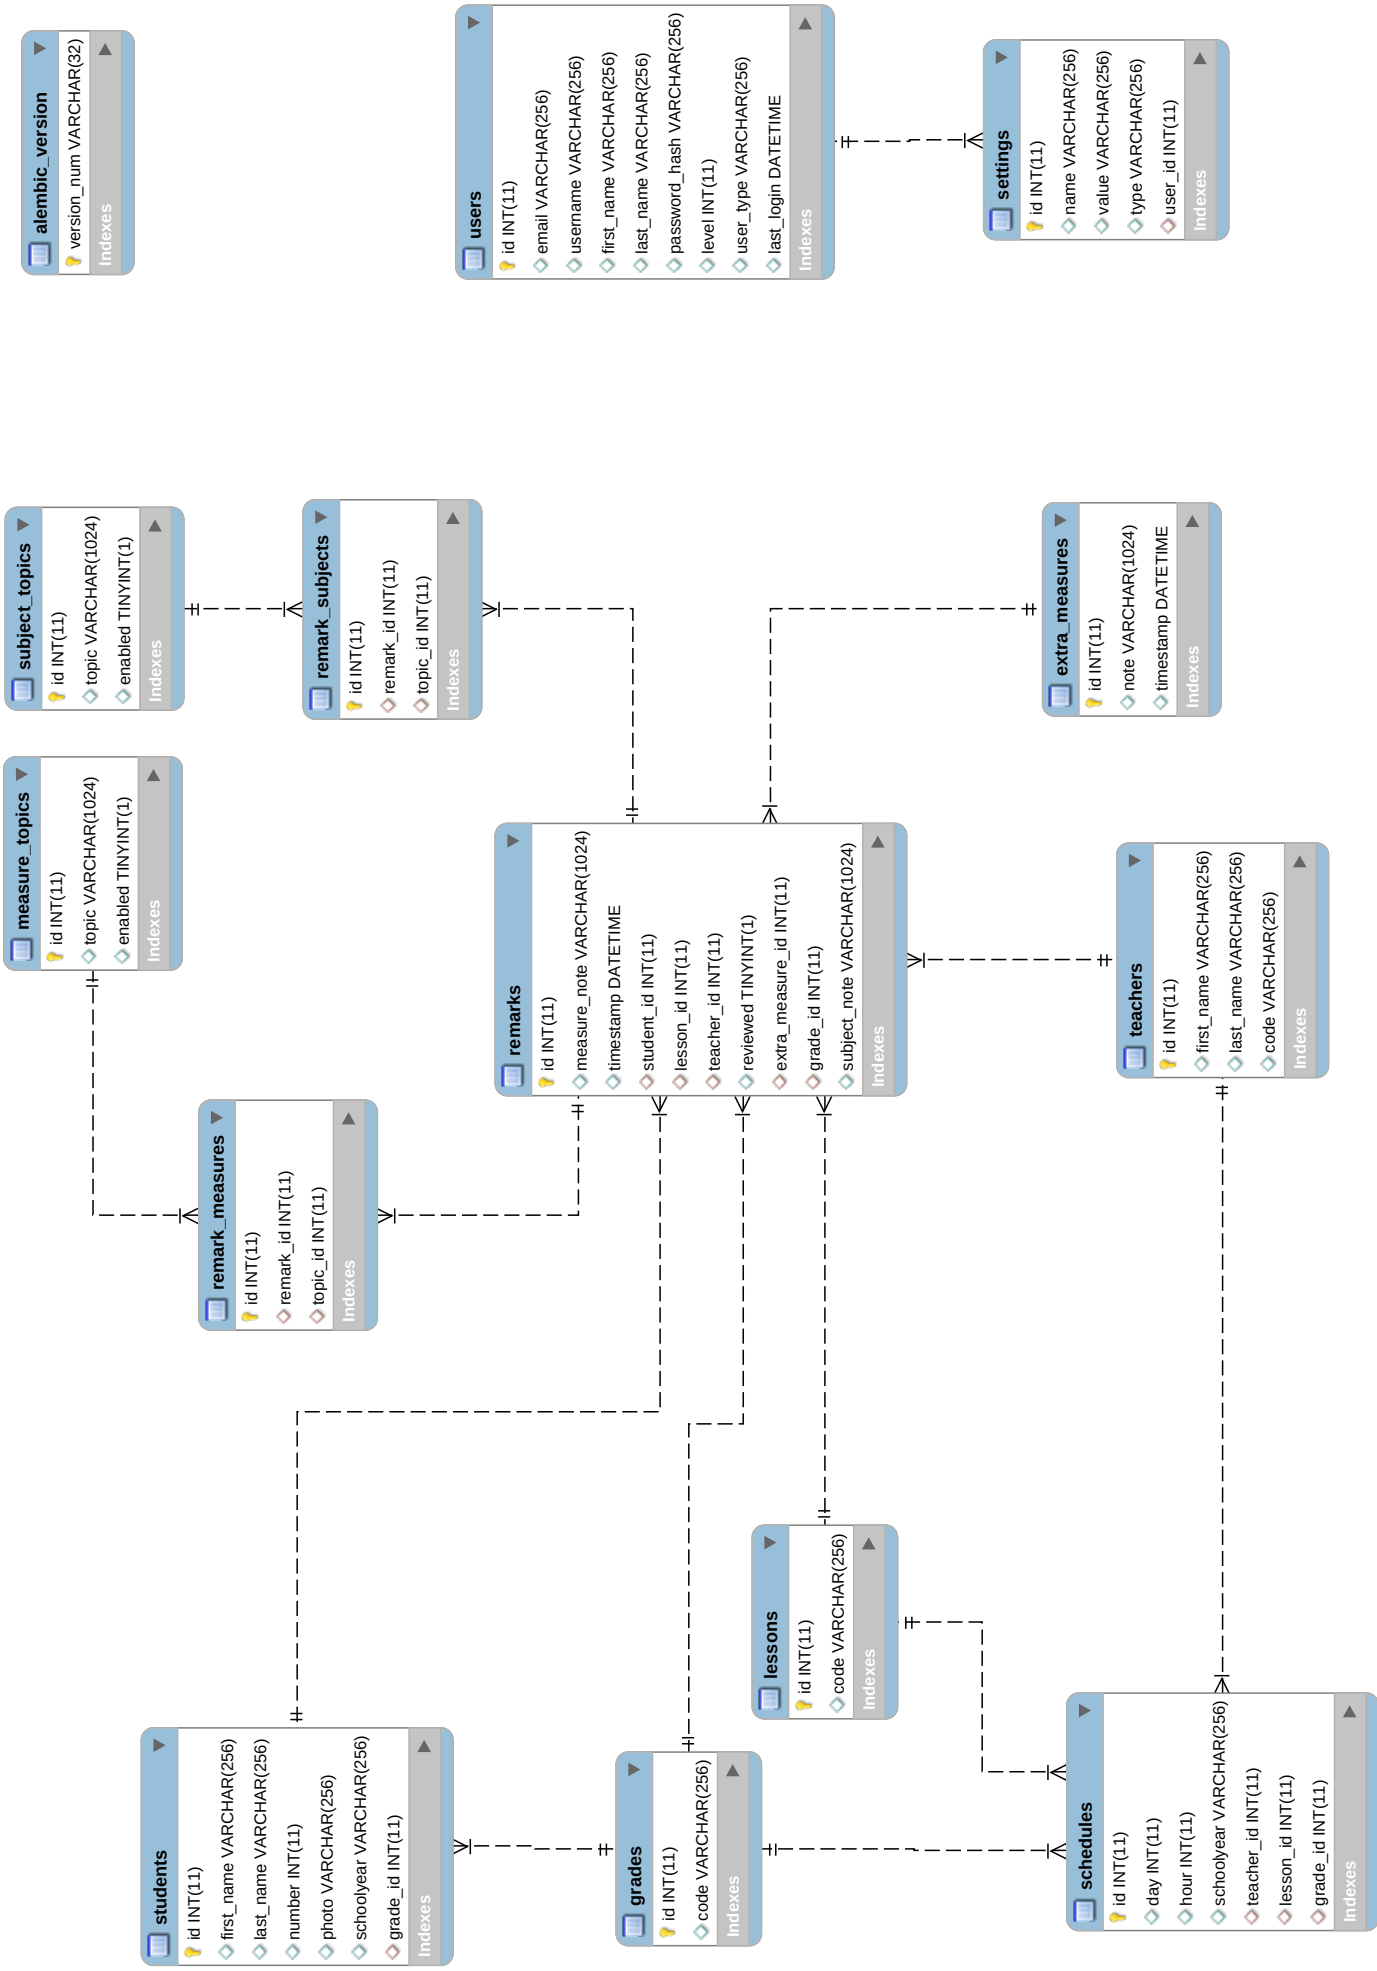 students
id INT(11)
first_name VARCHAR(256)
last_name VARCHAR(256)
number INT(11)
photo VARCHAR(256)
schoolyear VARCHAR(256)
grade_id INT(11)
Indexes
grades
id INT(11)
code VARCHAR(256)
Indexes
schedules
id INT(11)
day INT(11)
hour INT(11)
schoolyear VARCHAR(256)
teacher_id INT(11)
lesson_id INT(11)
grade_id INT(11)
Indexes
lessons
id INT(11)
code VARCHAR(256)
Indexes
remark_measures
id INT(11)
remark_id INT(11)
topic_id INT(11)
Indexes
measure_topics
id INT(11)
topic VARCHAR(1024)
enabled TINYINT(1)
Indexes
remarks
id INT(11)
measure_note VARCHAR(1024)
timestamp DATETIME
student_id INT(11)
lesson_id INT(11)
teacher_id INT(11)
reviewed TINYINT(1)
extra_measure_id INT(11)
grade_id INT(11)
subject_note VARCHAR(1024)
Indexes
teachers
id INT(11)
first_name VARCHAR(256)
last_name VARCHAR(256)
code VARCHAR(256)
Indexes
subject_topics
id INT(11)
topic VARCHAR(1024)
enabled TINYINT(1)
Indexes
remark_subjects
id INT(11)
remark_id INT(11)
topic_id INT(11)
Indexes
extra_measures
id INT(11)
note VARCHAR(1024)
timestamp DATETIME
Indexes
alembic_version
version_num VARCHAR(32)
Indexes
users
id INT(11)
email VARCHAR(256)
username VARCHAR(256)
first_name VARCHAR(256)
last_name VARCHAR(256)
password_hash VARCHAR(256)
level INT(11)
user_type VARCHAR(256)
last_login DATETIME
Indexes
settings
id INT(11)
name VARCHAR(256)
value VARCHAR(256)
type VARCHAR(256)
user_id INT(11)
Indexes